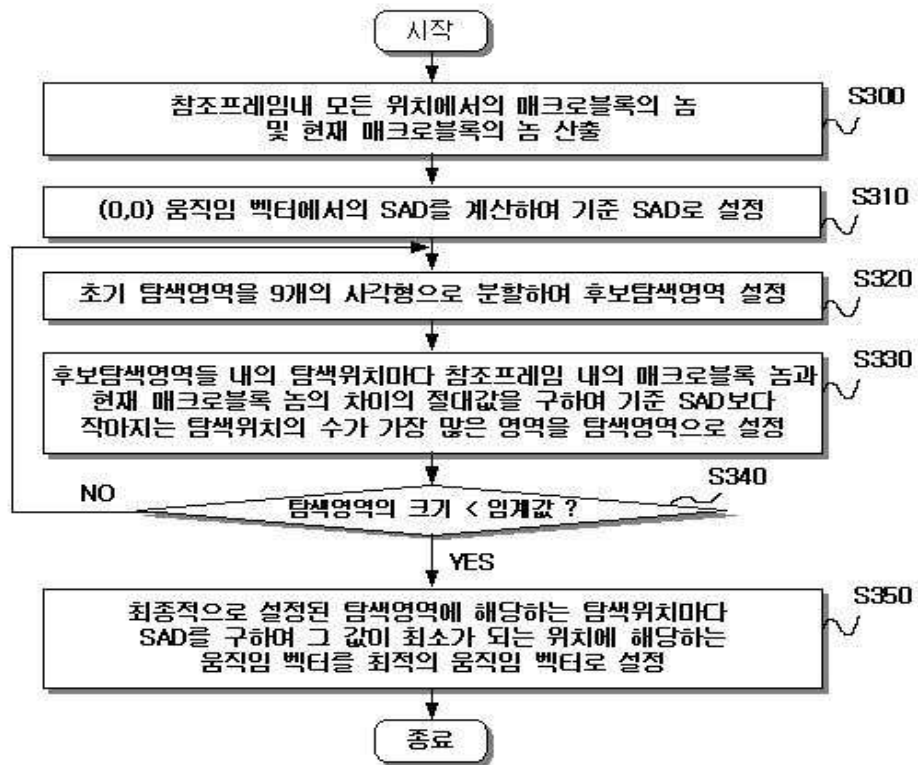 시작
참조프레임내 모든 위치에서의 매크로블록의 놈
및 현재 매크로블록의 놈 산출
S300
(0,0) 움직임 벡터에서의 SAD를 계산하여 기준 SAD로 설정
S310
초기 탐색영역을 9개의 사각형으로 분할하여 후보탐색영역 설정
S320
후보탐색영역들 내의 탐색위치마다 참조프레임 내의 매크로블록 놈과
현재 매크로블록 놈의 차이의 절대값을 구하여 기준 SAD보다
작아지는 탐색위치의 수가 가장 많은 영역을 탐색영역으로 설정
S330
탐색영역의 크기 < 임계값 ?
S340
NO
YES
최종적으로 설정된 탐색영역에 해당하는 탐색위치마다
SAD를 구하여 그 값이 최소가 되는 위치에 해당하는
움직임 벡터를 최적의 움직임 벡터로 설정
S350
종료